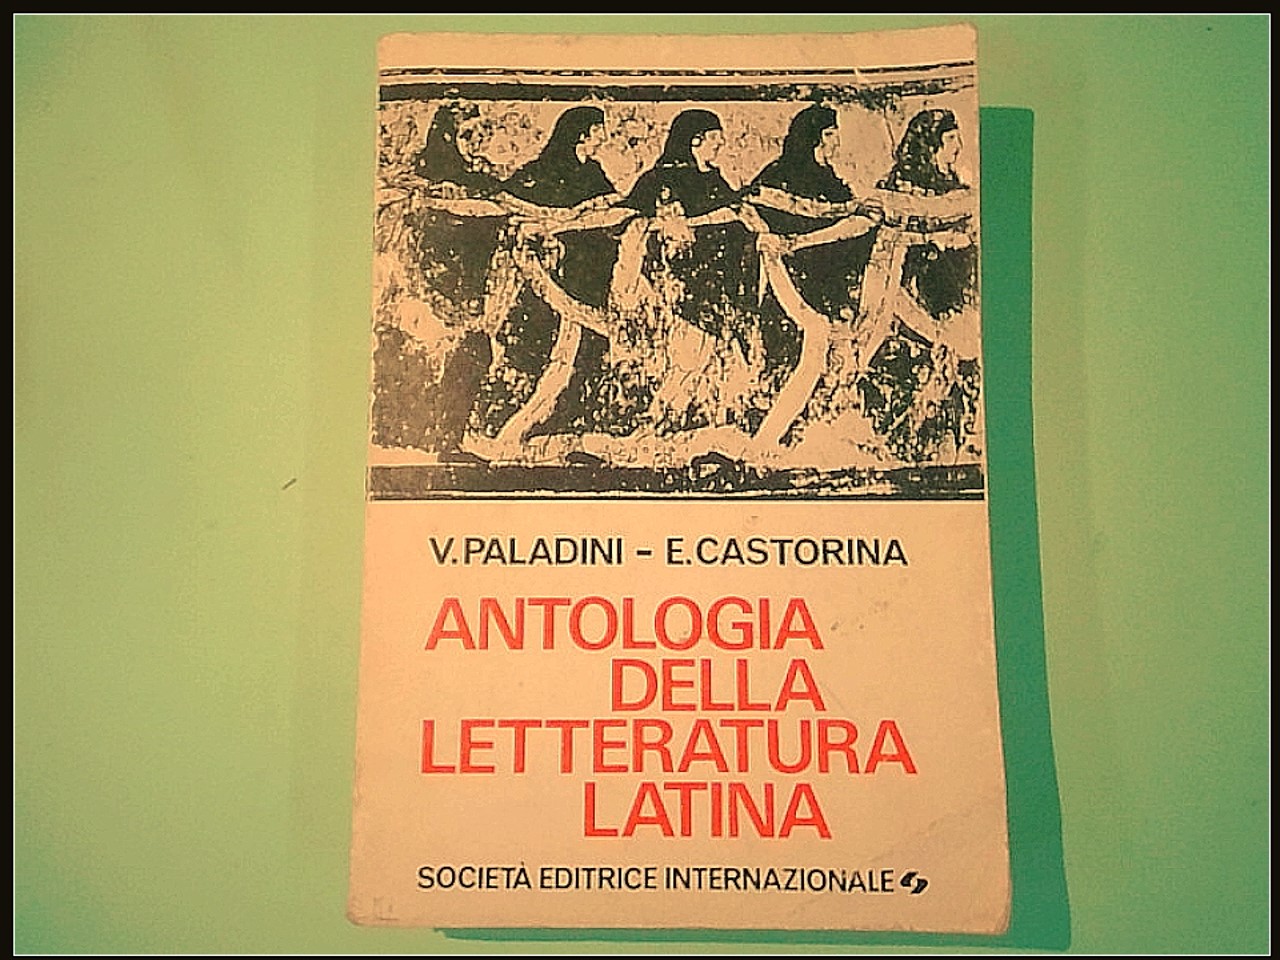 V. PALADINI - E. CASTORINA
ANTOLOGIA
DELLA
LETTERATURA
LATINA
SOCIETÀ EDITRICE INTERNAZIONALE